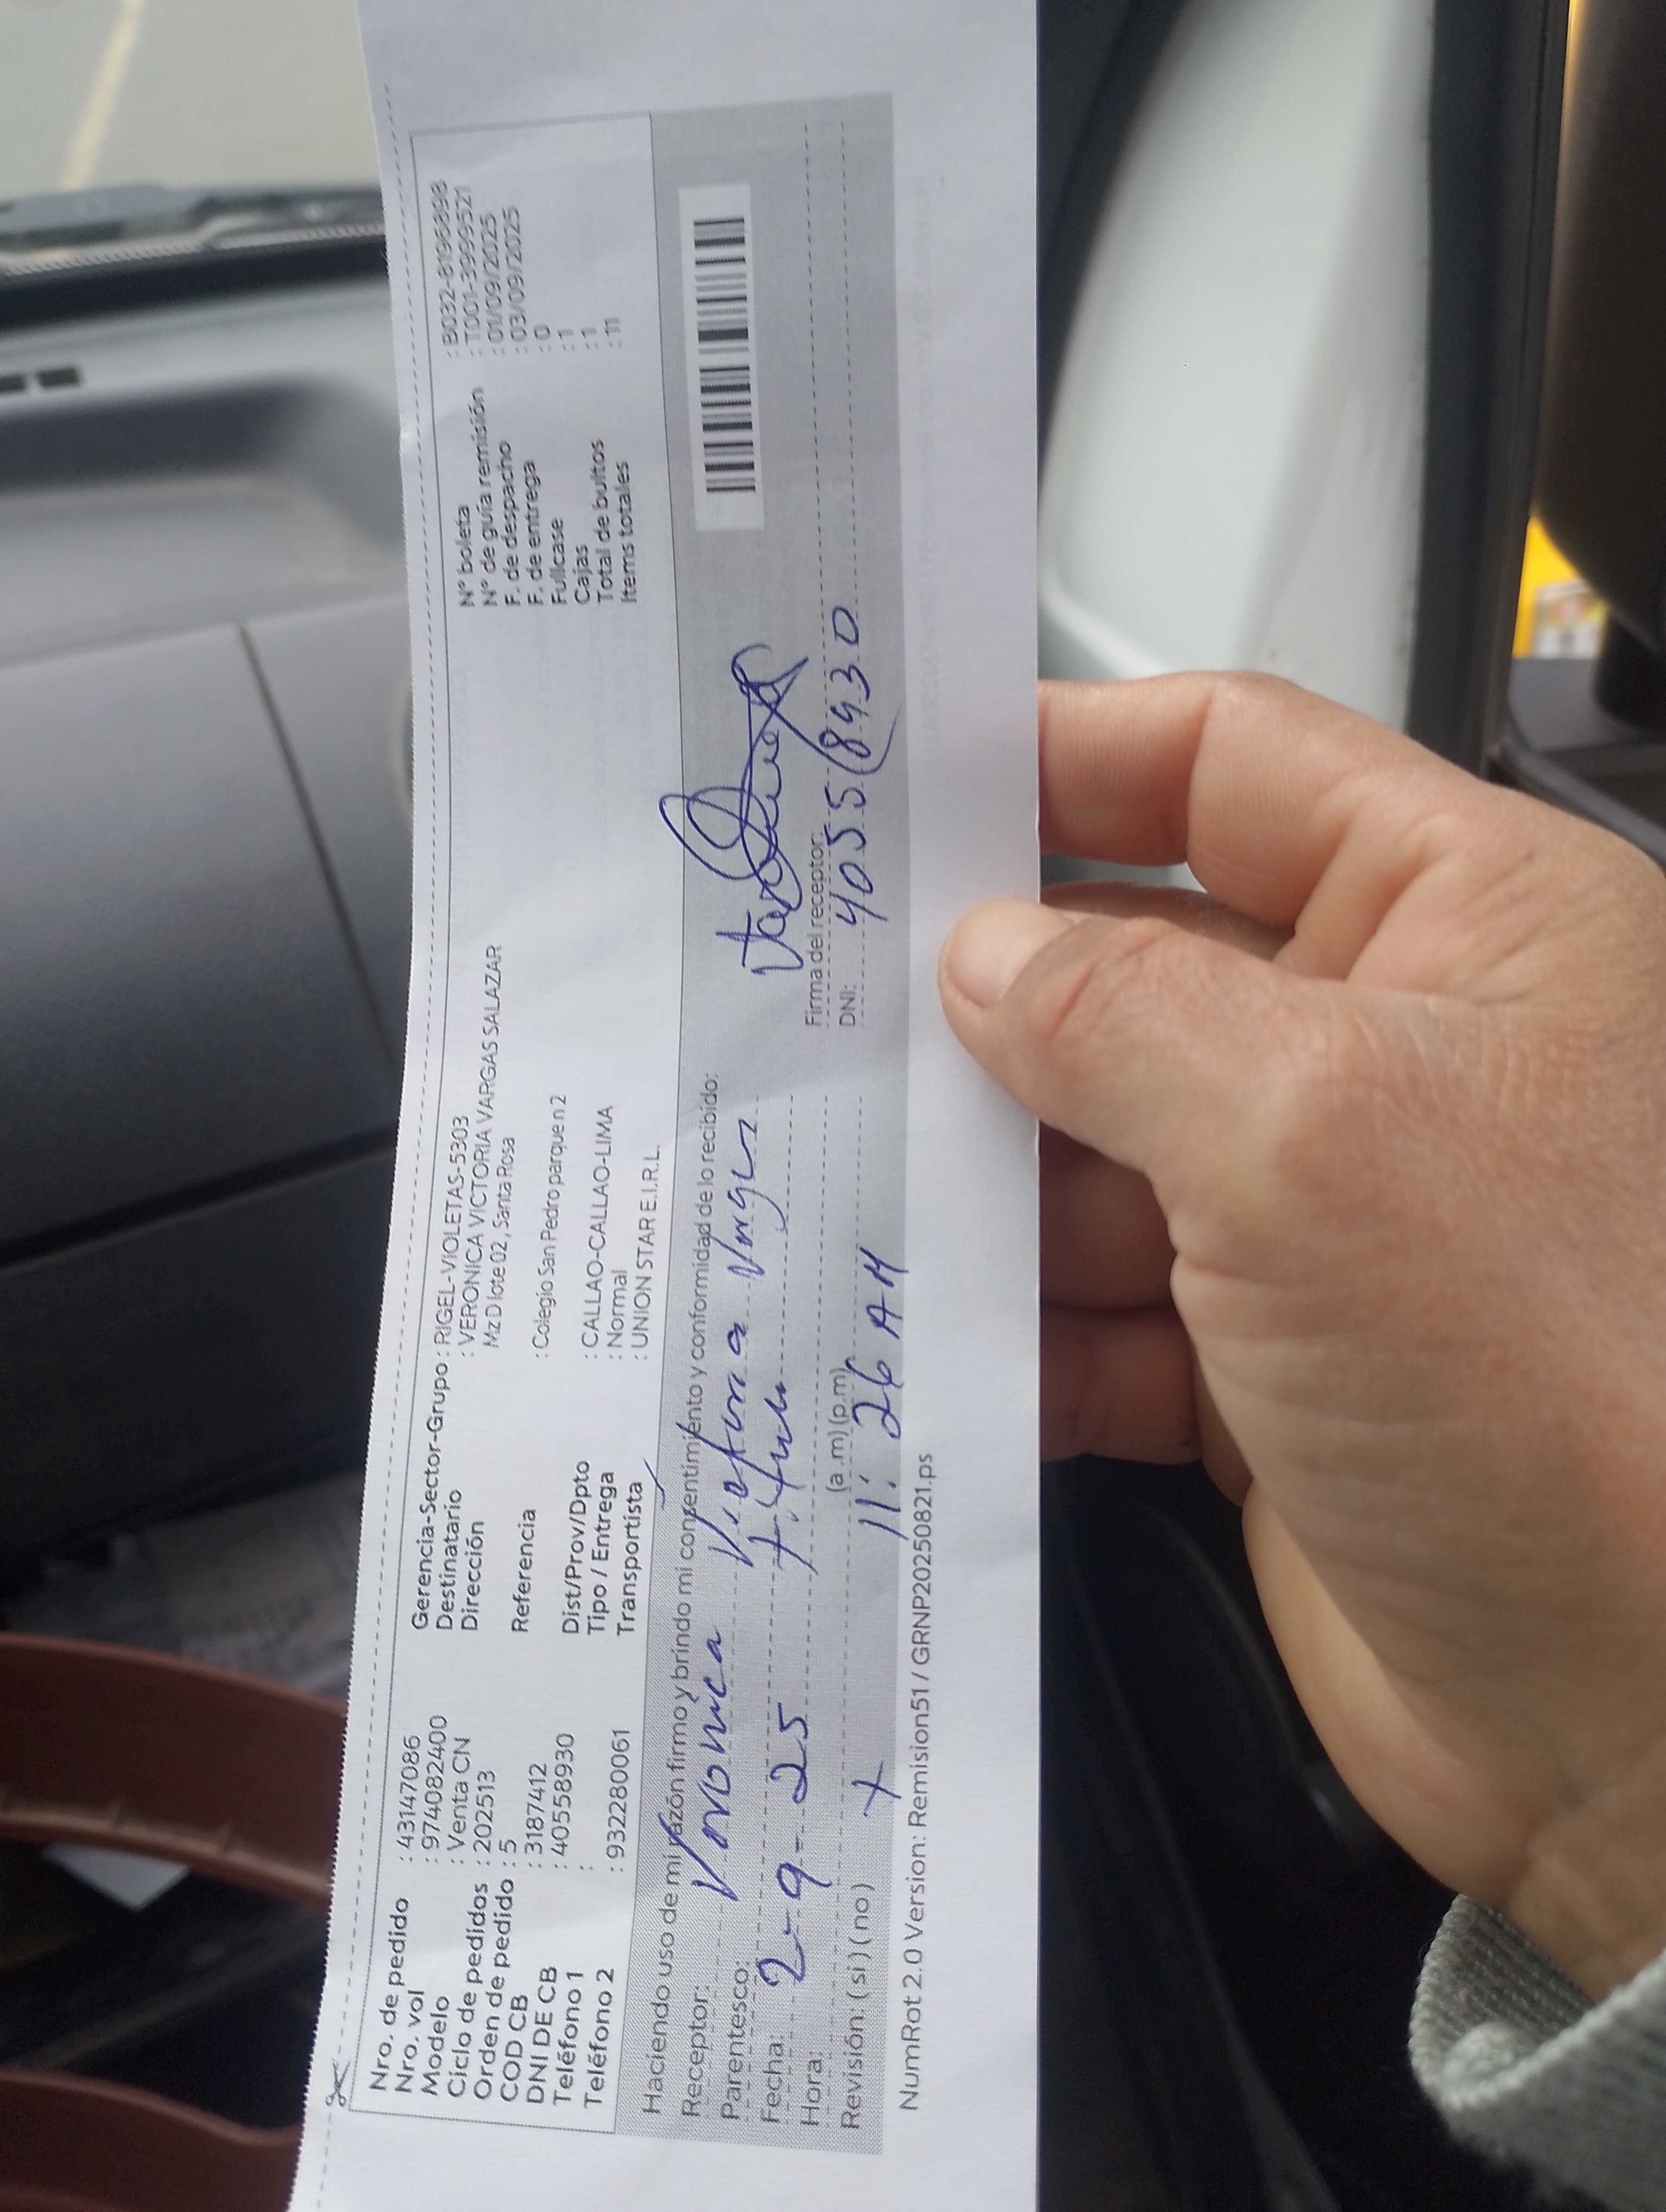 Nro. de pedido : 43147086
Nro. vol : 974082400
Modelo : Venta CN
Ciclo de pedidos : 202513
Orden de pedido : 5
COD CB : 3187412
DNI DE CB : 40558930
Teléfono 1 :
Teléfono 2 : 932280061
Gerencia-Sector-Grupo : RIGEL-VIOLETAS-5303
Destinatario : VERONICA VICTORIA VARGAS SALAZAR
Dirección Mz D lote 02 , Santa Rosa
Referencia : Colegio San Pedro parque n 2
Dist/Prov/Dpto : CALLAO-CALLAO-LIMA
Tipo / Entrega : Normal
Transportista : UNION STAR E.I.R.L.
N° boleta : B032-8196898
N° de guía remisión : T001-39999521
F. de despacho : 01/09/2025
F. de entrega : 03/09/2025
Fullcase : 0
Cajas : 1
Total de bultos : 1
Items totales : 11
Haciendo uso de mi razón firmo y brindo mi consentimiento y conformidad de lo recibido:
Receptor:
Parentesco:
Fecha: 2-9-25
Hora: (a.m) (p.m) 11:26 AM
Revisión: (si) (no) X
Firma del receptor:
DNI: 40558930
NumRot 2.0 Version: Remision51 / GRNP20250821.ps